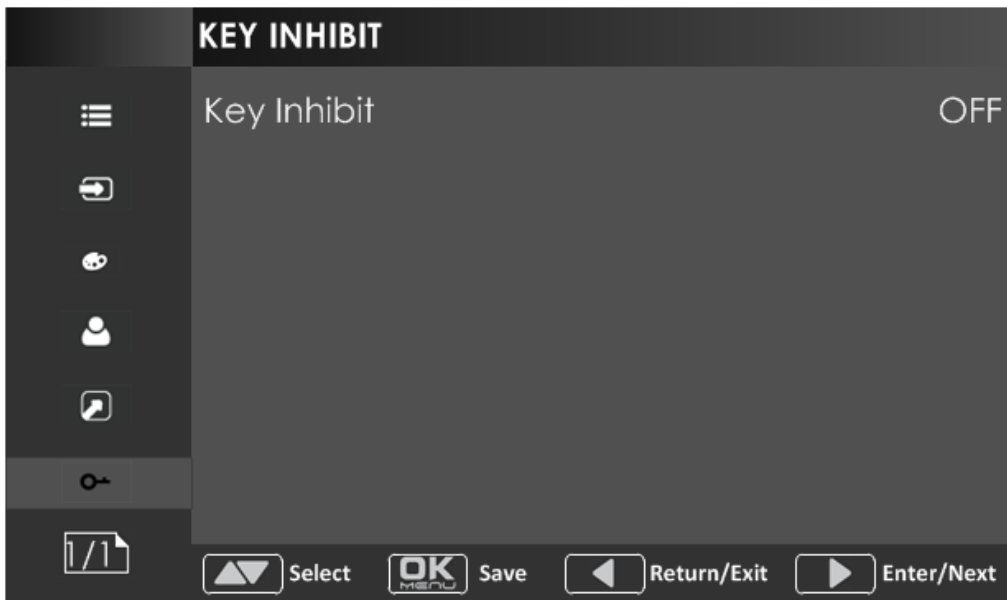 KEY INHIBIT
Key Inhibit OFF
1/1
Select OK MENU Save Return/Exit Enter/Next